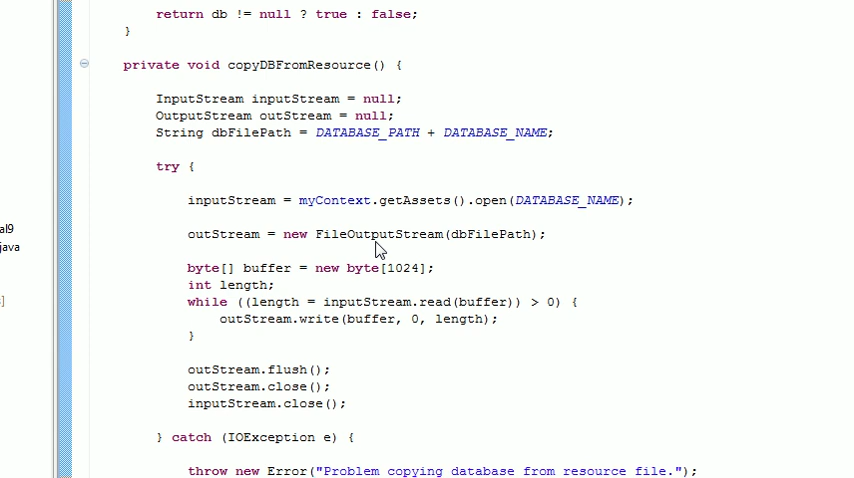 return db != null ? true : false;
}
private void copyDBFromResource() {
InputStream inputStream = null;
OutputStream outStream = null;
String dbFilePath = DATABASE_PATH + DATABASE_NAME;
try {
inputStream = myContext.getAssets().open(DATABASE_NAME);
outStream = new FileOutputStream(dbFilePath);
byte[] buffer = new byte[1024];
int length;
while ((length = inputStream.read(buffer)) > 0) {
outStream.write(buffer, 0, length);
}
outStream.flush();
outStream.close();
inputStream.close();
} catch (IOException e) {
throw new Error("Problem copying database from resource file.");
al9
java
]